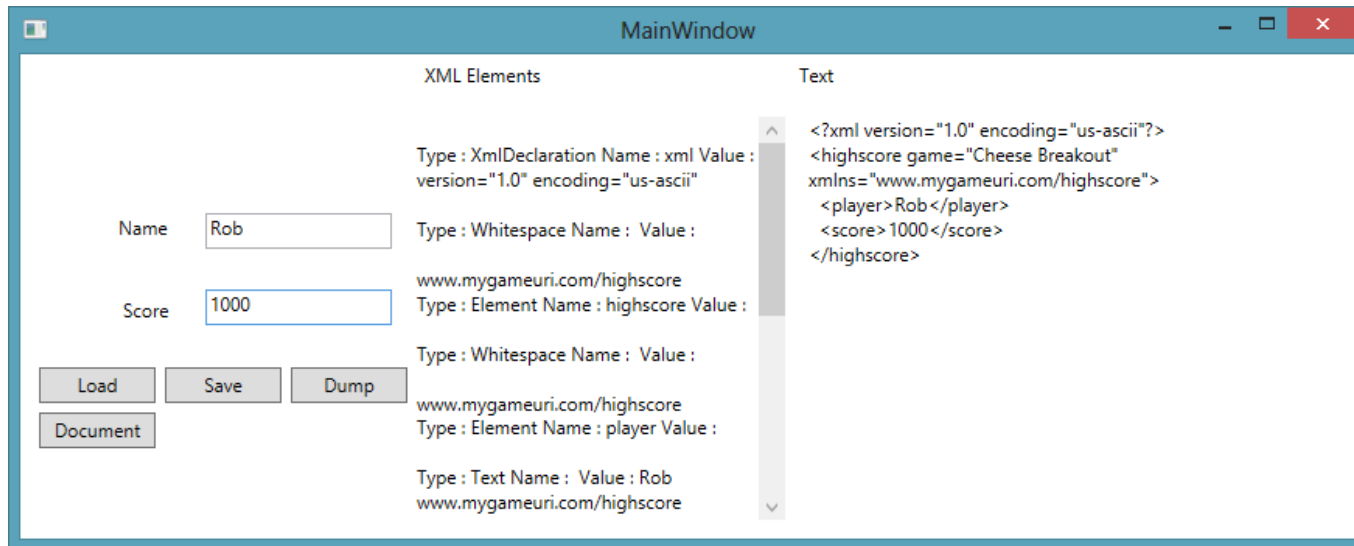 MainWindow
XML Elements
Text
Name
Rob
Score
1000
Load
Save
Dump
Document
Type : XmlDeclaration Name : xml Value :
version="1.0" encoding="us-ascii"
Type : Whitespace Name :  Value :
www.mygameuri.com/highscore
Type : Element Name : highscore Value :
Type : Whitespace Name :  Value :
www.mygameuri.com/highscore
Type : Element Name : player Value :
Type : Text Name :  Value : Rob
www.mygameuri.com/highscore
<?xml version="1.0" encoding="us-ascii"?>
<highscore game="Cheese Breakout"
xmlns="www.mygameuri.com/highscore">
<player>Rob</player>
<score>1000</score>
</highscore>